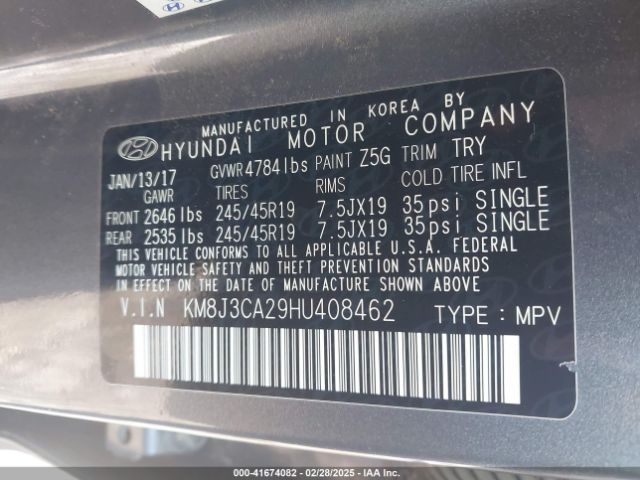 MANUFACTURED IN KOREA BY
HYUNDAI MOTOR COMPANY
JAN/13/17 GVWR 4784 lbs PAINT Z5G TRIM TRY
GAWR TIRES RIMS COLD TIRE INFL
FRONT 2646 lbs 245/45R19 7.5JX19 35psi SINGLE
REAR 2535 lbs 245/45R19 7.5JX19 35psi SINGLE
THIS VEHICLE CONFORMS TO ALL APPLICABLE U.S.A. FEDERAL
MOTOR VEHICLE SAFETY BUMPER, AND THEFT PREVENTION STANDARDS
IN EFFECT ON THE DATE OF MANUFACTURE SHOWN ABOVE
V.I.N KM8J3CA29HU408462 TYPE : MPV
000-41674082 - 02/28/2025 - IAA Inc.